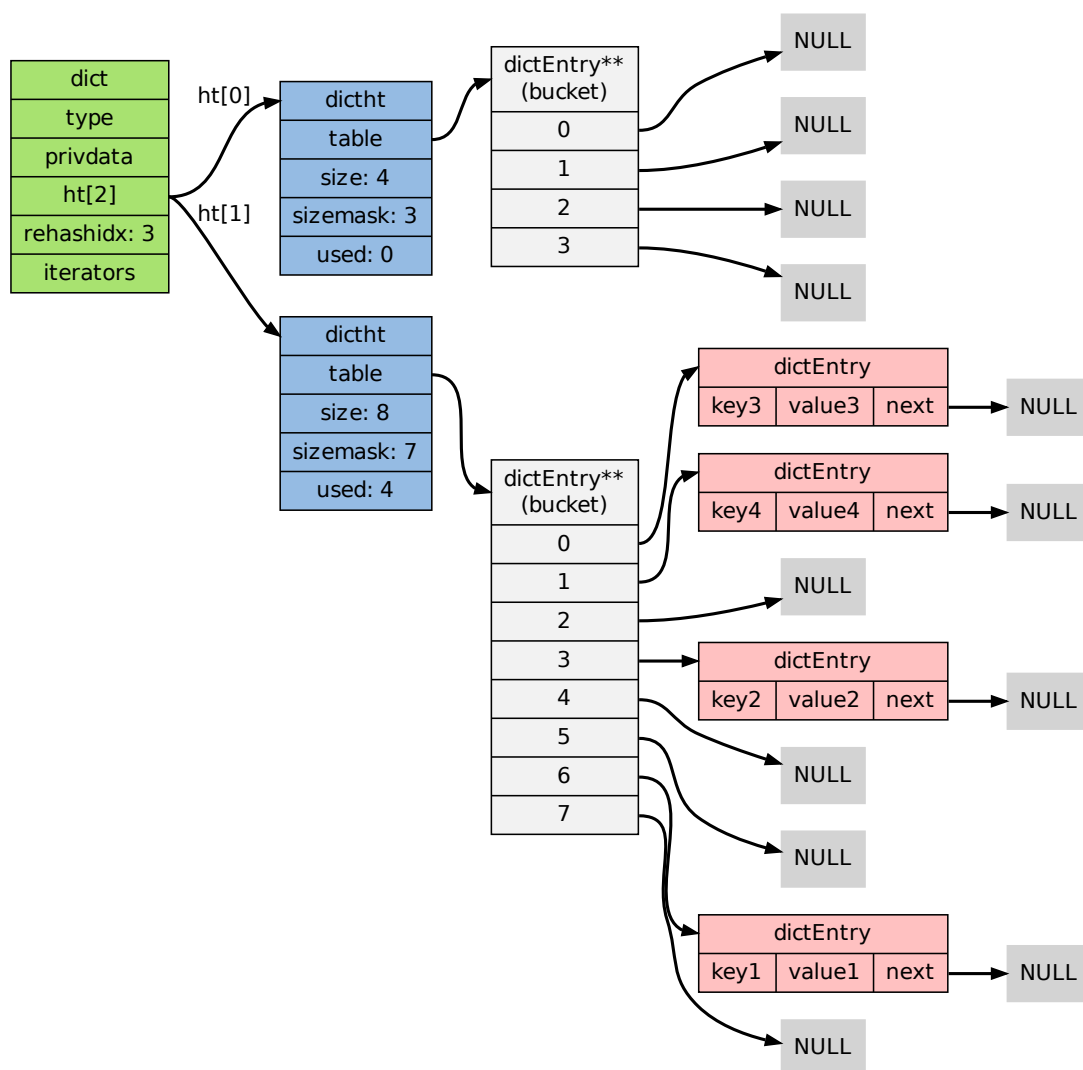 dict
type
privdata
ht[2]
rehashidx: 3
iterators
ht[0]
ht[1]
dictht
table
size: 4
sizemask: 3
used: 0
dictEntry**
(bucket)
0
1
2
3
NULL
NULL
NULL
NULL
dictht
table
size: 8
sizemask: 7
used: 4
dictEntry**
(bucket)
0
1
2
3
4
5
6
7
dictEntry
key3 value3 next
NULL
dictEntry
key4 value4 next
NULL
NULL
dictEntry
key2 value2 next
NULL
NULL
NULL
dictEntry
key1 value1 next
NULL
NULL